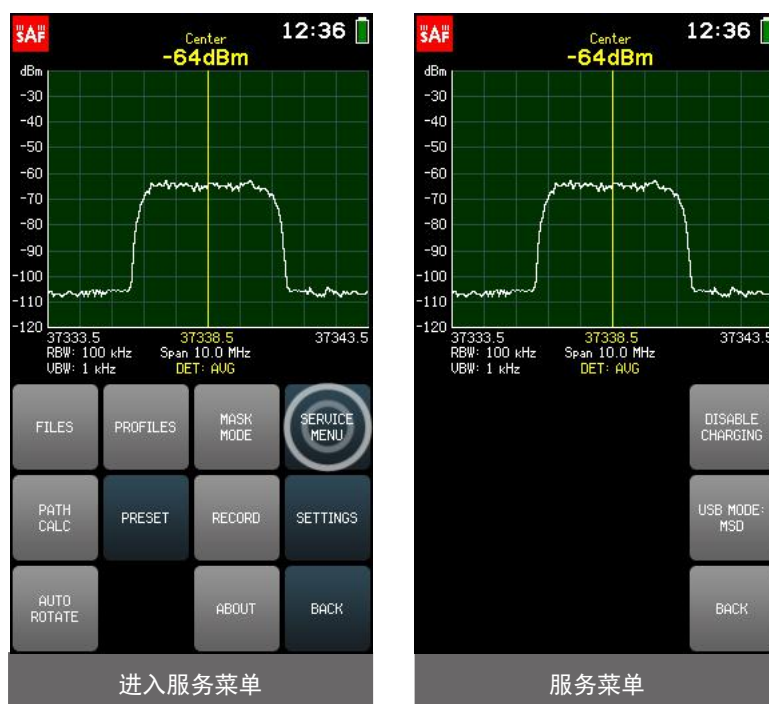 SAF
Center
12:36
-64dBm
dBm
-30
-40
-50
-60
-70
-80
-90
-100
-110
-120
37333.5 37338.5 37343.5
RBW: 100 kHz Span 10.0 MHz
VBW: 1 kHz DET: AVG
FILES
PROFILES
MASK
MODE
SERVICE
MENU
PATH
CALC
PRESET
RECORD
SETTINGS
AUTO
ROTATE
ABOUT
BACK
进入服务菜单
SAF
Center
12:36
-64dBm
dBm
-30
-40
-50
-60
-70
-80
-90
-100
-110
-120
37333.5 37338.5 37343.5
RBW: 100 kHz Span 10.0 MHz
VBW: 1 kHz DET: AVG
DISABLE
CHARGING
USB MODE:
MSD
BACK
服务菜单